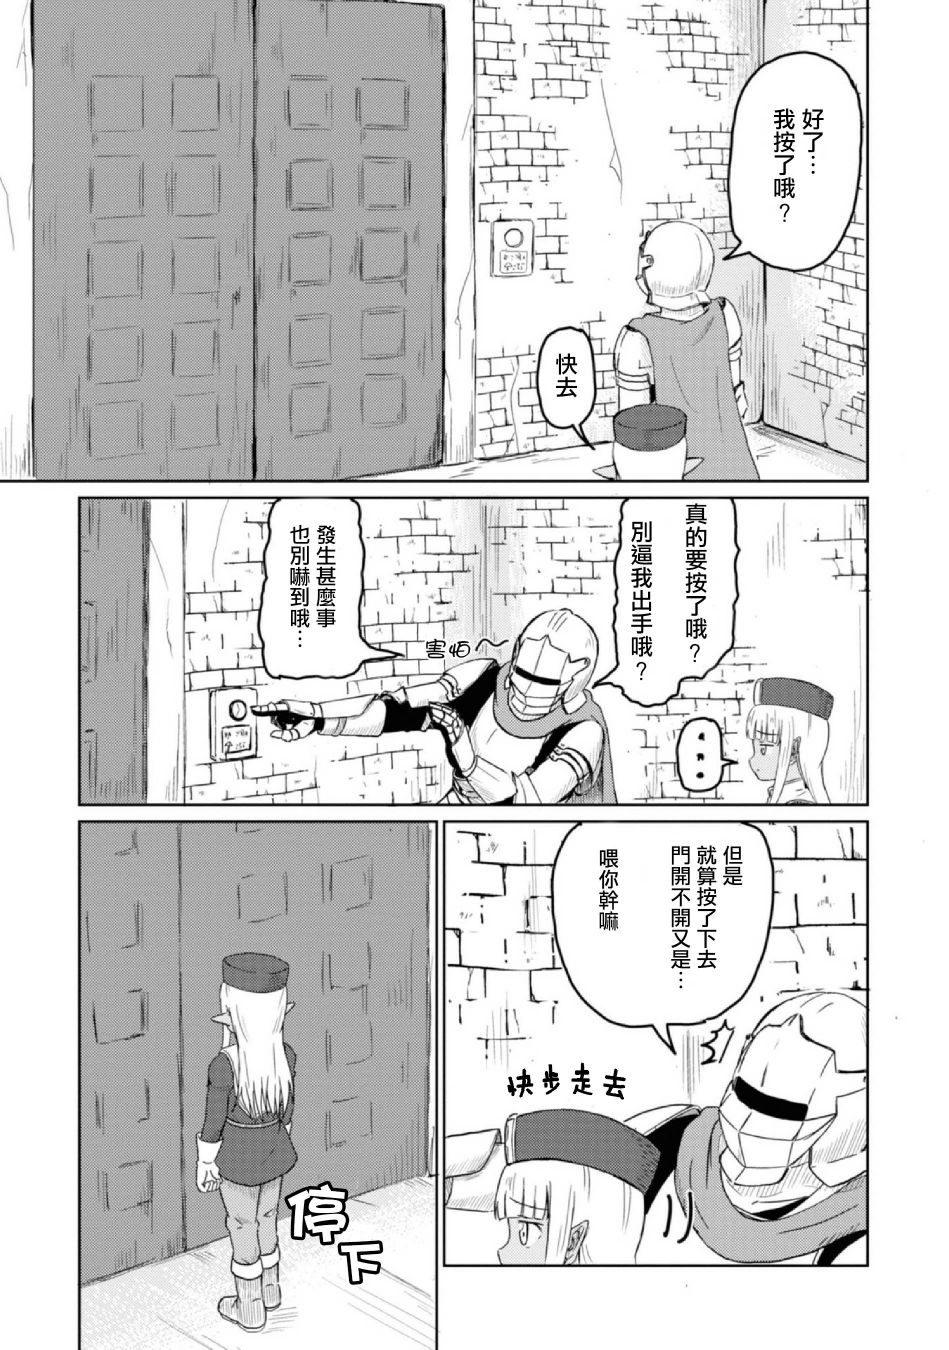 好了…
我按了哦？
快去
真的要按了哦？
別逼我出手哦？
害怕～
發生甚麼事
也別嚇到哦…
…
但是
就算按了下去
門開不開又是…
喂你幹嘛
快步走去
停下